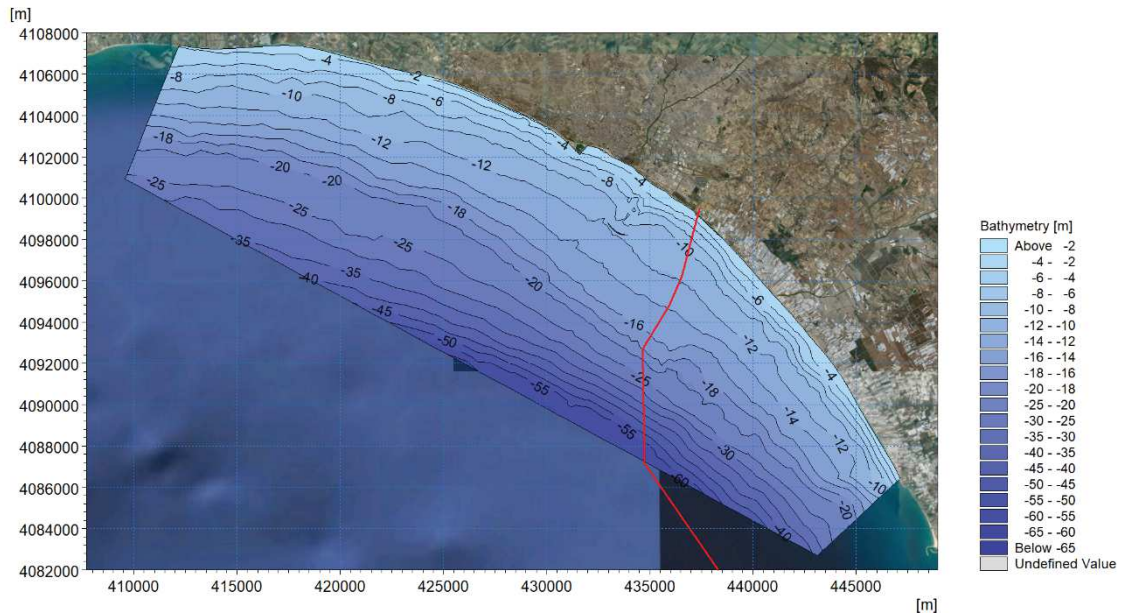 [m]
4108000
4106000
4104000
4102000
4100000
4098000
4096000
4094000
4092000
4090000
4088000
4086000
4084000
4082000
410000 415000 420000 425000 430000 435000 440000 445000
[m]
-4
-2
-8
-8
-6
-10
-4
-18
-12
-12
-8
-4
-20
-20
-25
-18
-10
-25
-25
-35
-20
-6
-35
-40
-16
-45
-12
-50
-4
-25
-18
-55
-14
-55
-12
-30
-60
-10
-20
-40
Bathymetry [m]
Above -2
-4 - -2
-6 - -4
-8 - -6
-10 - -8
-12 - -10
-14 - -12
-16 - -14
-18 - -16
-20 - -18
-25 - -20
-30 - -25
-35 - -30
-40 - -35
-45 - -40
-50 - -45
-55 - -50
-60 - -55
-65 - -60
Below -65
Undefined Value